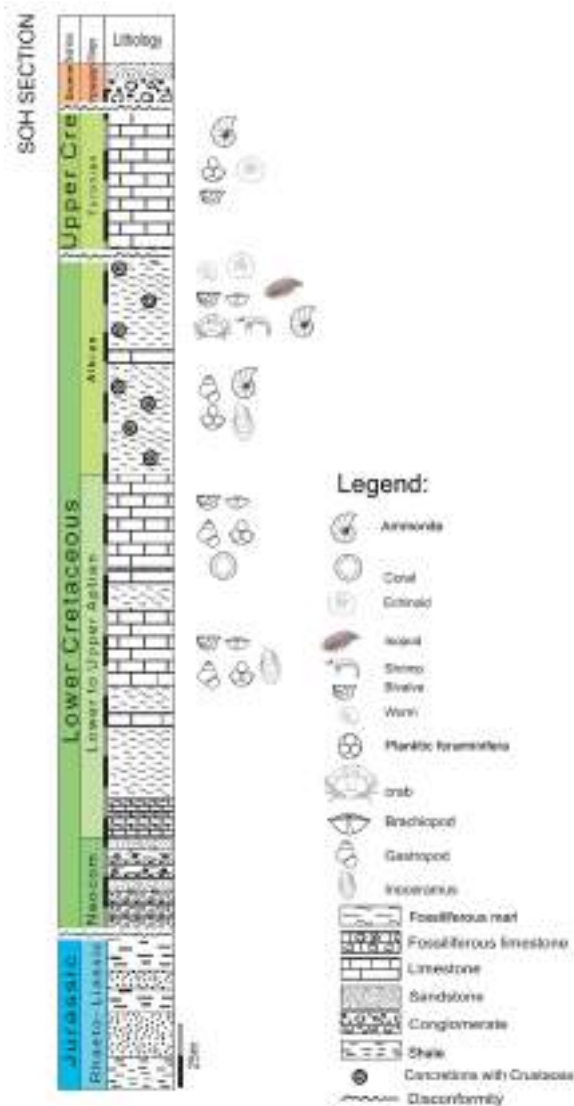 SOH SECTION
Lithology
Upper Cre
Turonian
Albian
Lower Cretaceous
Lower to Upper Aptian
Neocom
Jurassic
Rhaeto-Liassic
25m
Legend:
Coral
Echinoid
Shrimp
Bivalve
Worm
Planktic foraminifera
crab
Brachiopod
Gastropod
Inoceramus
Fossiliferous marl
Fossiliferous limestone
Limestone
Sandstone
Conglomerate
Shale
Concretions with Crustacea
Disconformity